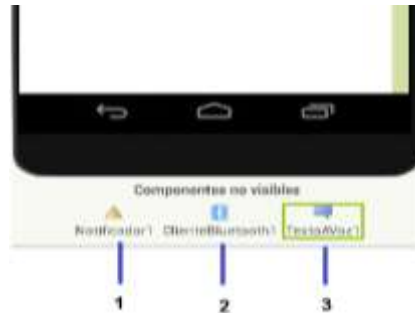 Componentes no visibles
Notificador1 ClienteBluetooth1 TextoAVoz1
1 2 3